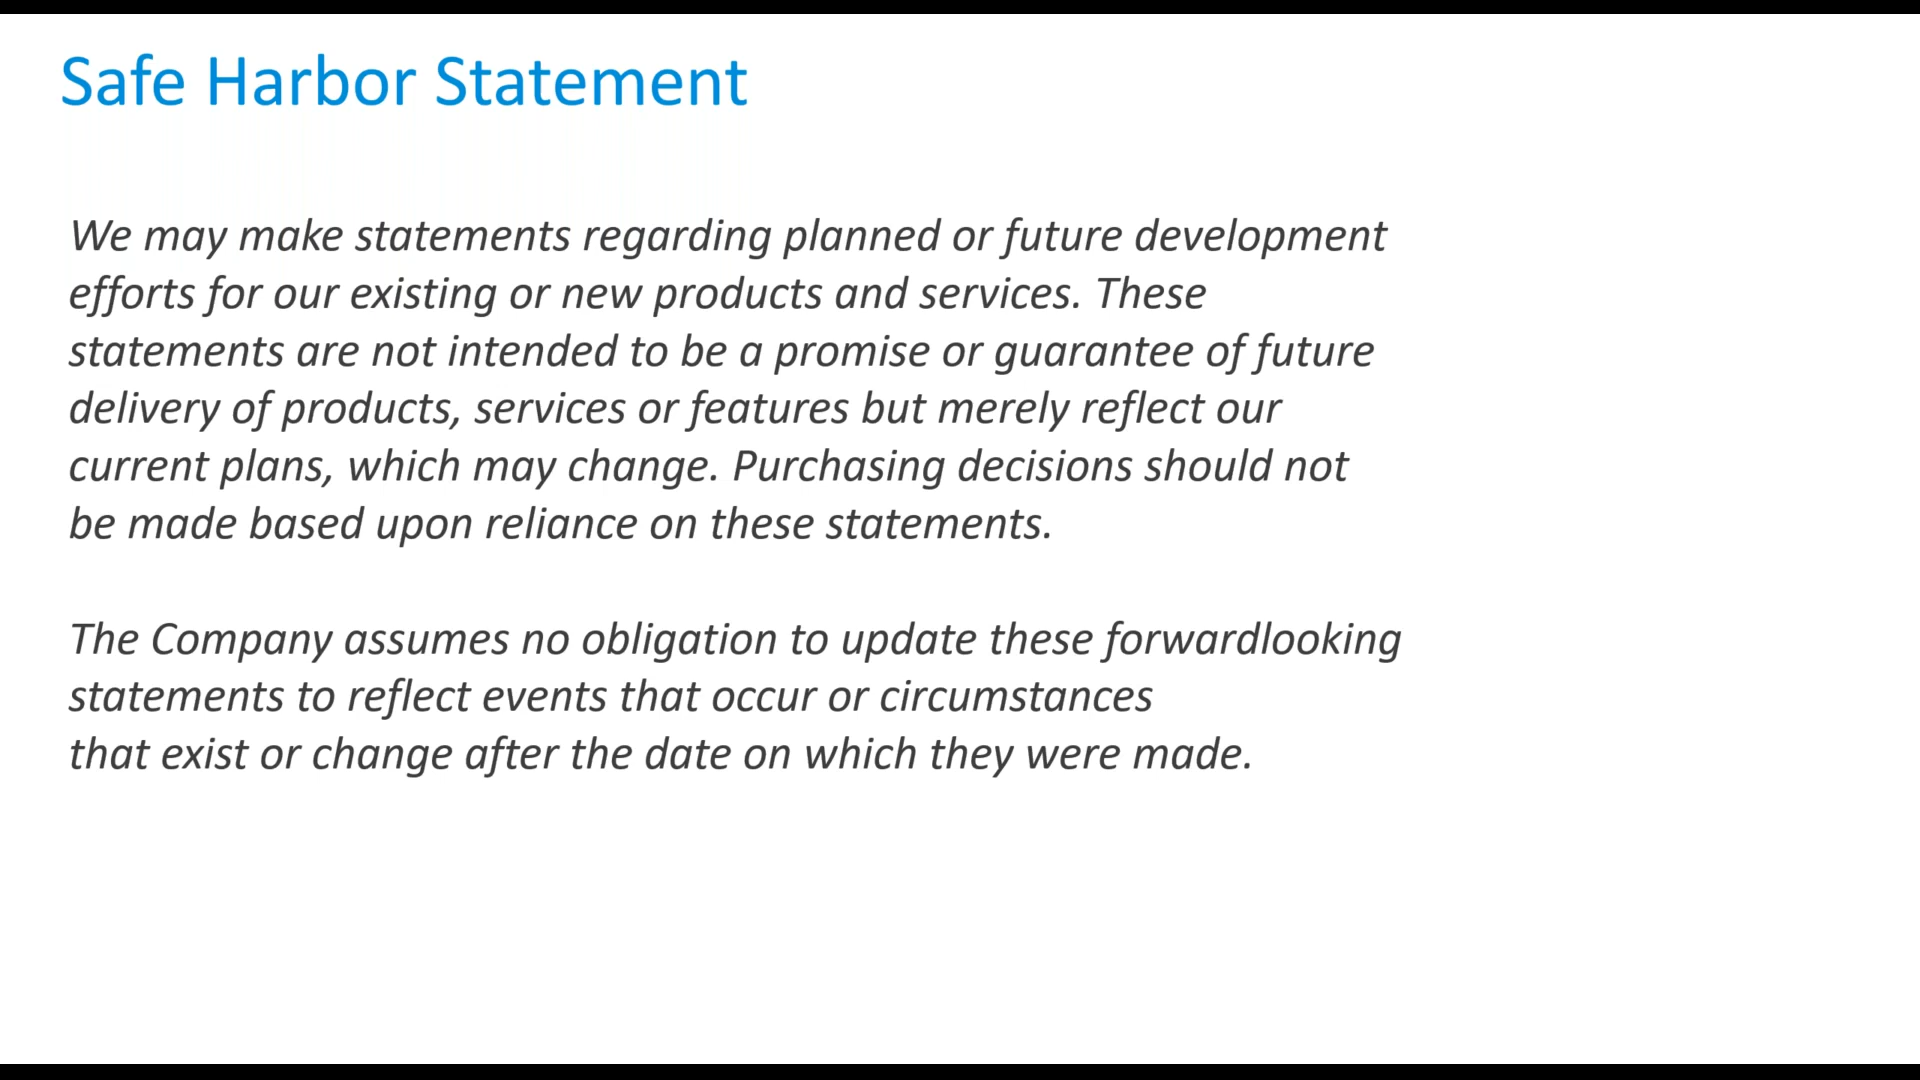 Safe Harbor Statement
We may make statements regarding planned or future development
efforts for our existing or new products and services. These
statements are not intended to be a promise or guarantee of future
delivery of products, services or features but merely reflect our
current plans, which may change. Purchasing decisions should not
be made based upon reliance on these statements.
The Company assumes no obligation to update these forwardlooking
statements to reflect events that occur or circumstances
that exist or change after the date on which they were made.